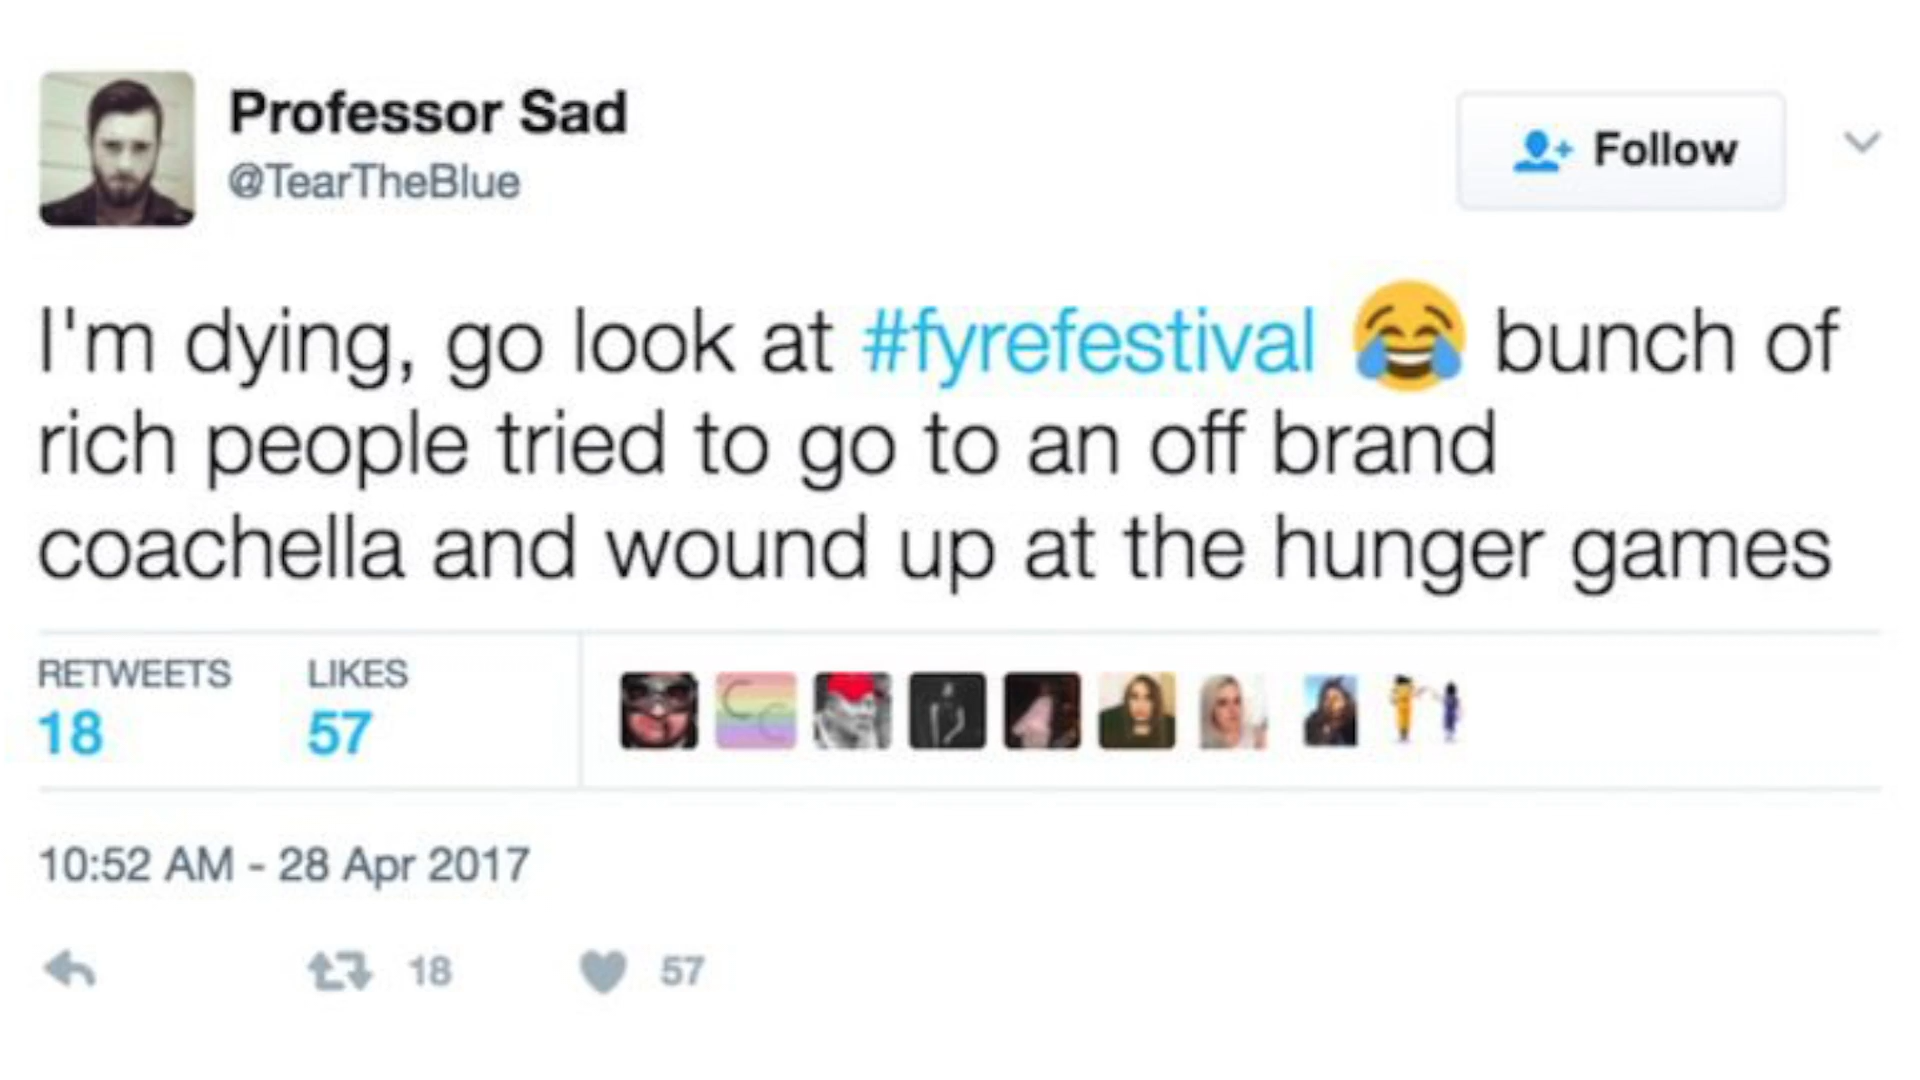 Professor Sad
@TearTheBlue
Follow
I'm dying, go look at #fyrefestival 😂 bunch of
rich people tried to go to an off brand
coachella and wound up at the hunger games
RETWEETS LIKES
18 57
10:52 AM - 28 Apr 2017
18 57